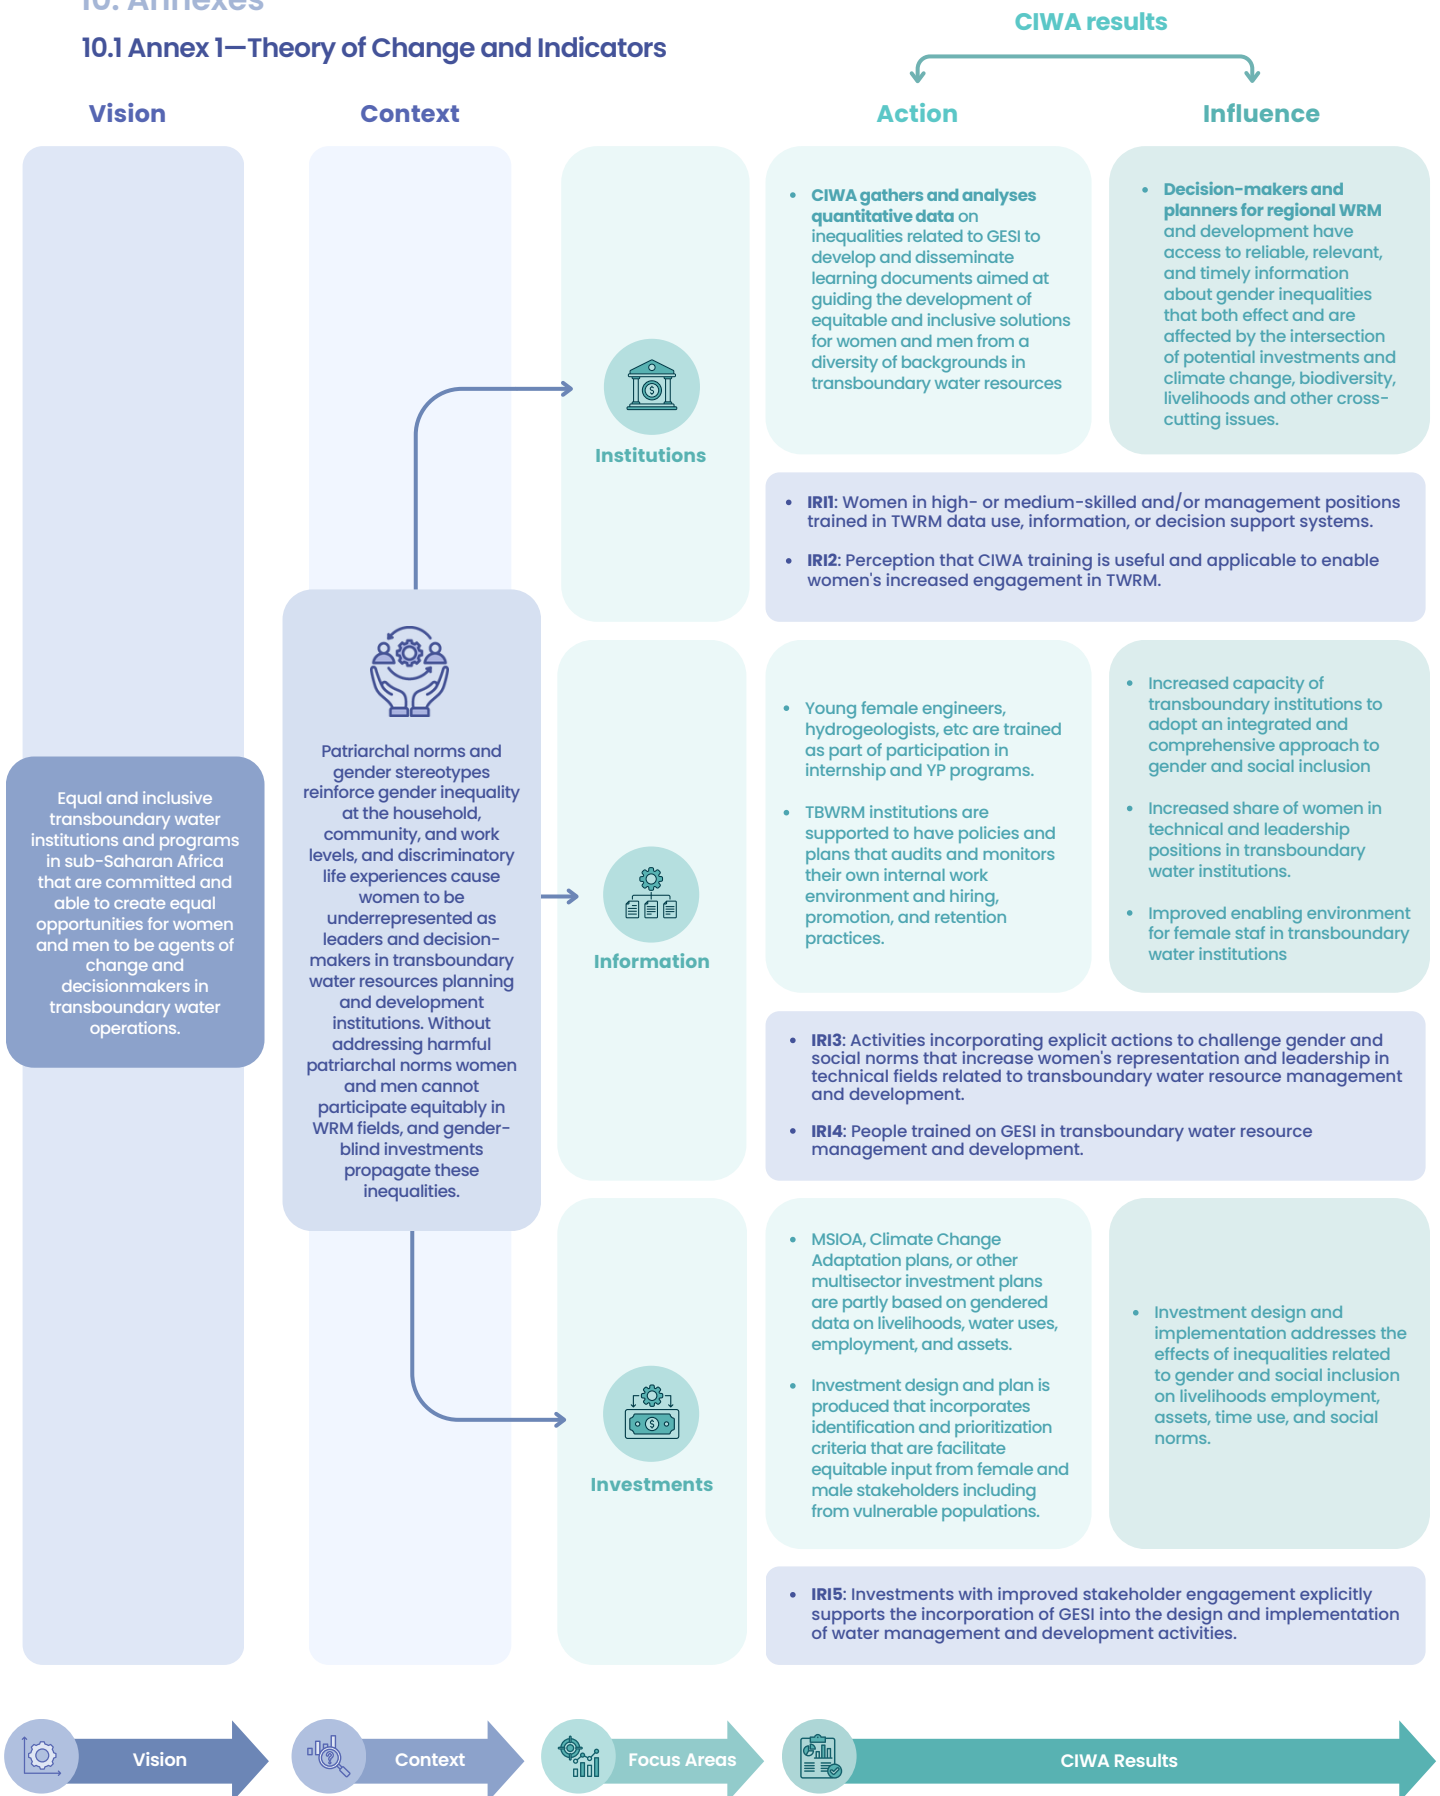 10. Annexes
10.1 Annex 1—Theory of Change and Indicators
CIWA results
Vision
Context
Action
Influence
Equal and inclusive
transboundary water
institutions and programs
in sub-Saharan Africa
that are committed and
able to create equal
opportunities for women
and men to be agents of
change and
decisionmakers in
transboundary water
operations.
Patriarchal norms and
gender stereotypes
reinforce gender inequality
at the household,
community, and work
levels, and discriminatory
life experiences cause
women to be
underrepresented as
leaders and decision-
makers in transboundary
water resources planning
and development
institutions. Without
addressing harmful
patriarchal norms women
and men cannot
participate equitably in
WRM fields, and gender-
blind investments
propagate these
inequalities.
Institutions
• CIWA gathers and analyses
quantitative data on
inequalities related to GESI to
develop and disseminate
learning documents aimed at
guiding the development of
equitable and inclusive solutions
for women and men from a
diversity of backgrounds in
transboundary water resources
• Decision-makers and
planners for regional WRM
and development have
access to reliable, relevant,
and timely information
about gender inequalities
that both effect and are
affected by the intersection
of potential investments and
climate change, biodiversity,
livelihoods and other cross-
cutting issues.
• IRI1: Women in high- or medium-skilled and/or management positions
trained in TWRM data use, information, or decision support systems.
• IRI2: Perception that CIWA training is useful and applicable to enable
women's increased engagement in TWRM.
Information
• Young female engineers,
hydrogeologists, etc are trained
as part of participation in
internship and YP programs.
• TBWRM institutions are
supported to have policies and
plans that audits and monitors
their own internal work
environment and hiring,
promotion, and retention
practices.
• Increased capacity of
transboundary institutions to
adopt an integrated and
comprehensive approach to
gender and social inclusion
• Increased share of women in
technical and leadership
positions in transboundary
water institutions.
• Improved enabling environment
for female staf in transboundary
water institutions
• IRI3: Activities incorporating explicit actions to challenge gender and
social norms that increase women's representation and leadership in
technical fields related to transboundary water resource management
and development.
• IRI4: People trained on GESI in transboundary water resource
management and development.
Investments
• MSIOA, Climate Change
Adaptation plans, or other
multisector investment plans
are partly based on gendered
data on livelihoods, water uses,
employment, and assets.
• Investment design and plan is
produced that incorporates
identification and prioritization
criteria that are facilitate
equitable input from female and
male stakeholders including
from vulnerable populations.
• Investment design and
implementation addresses the
effects of inequalities related
to gender and social inclusion
on livelihoods employment,
assets, time use, and social
norms.
• IRI5: Investments with improved stakeholder engagement explicitly
supports the incorporation of GESI into the design and implementation
of water management and development activities.
Vision
Context
Focus Areas
CIWA Results